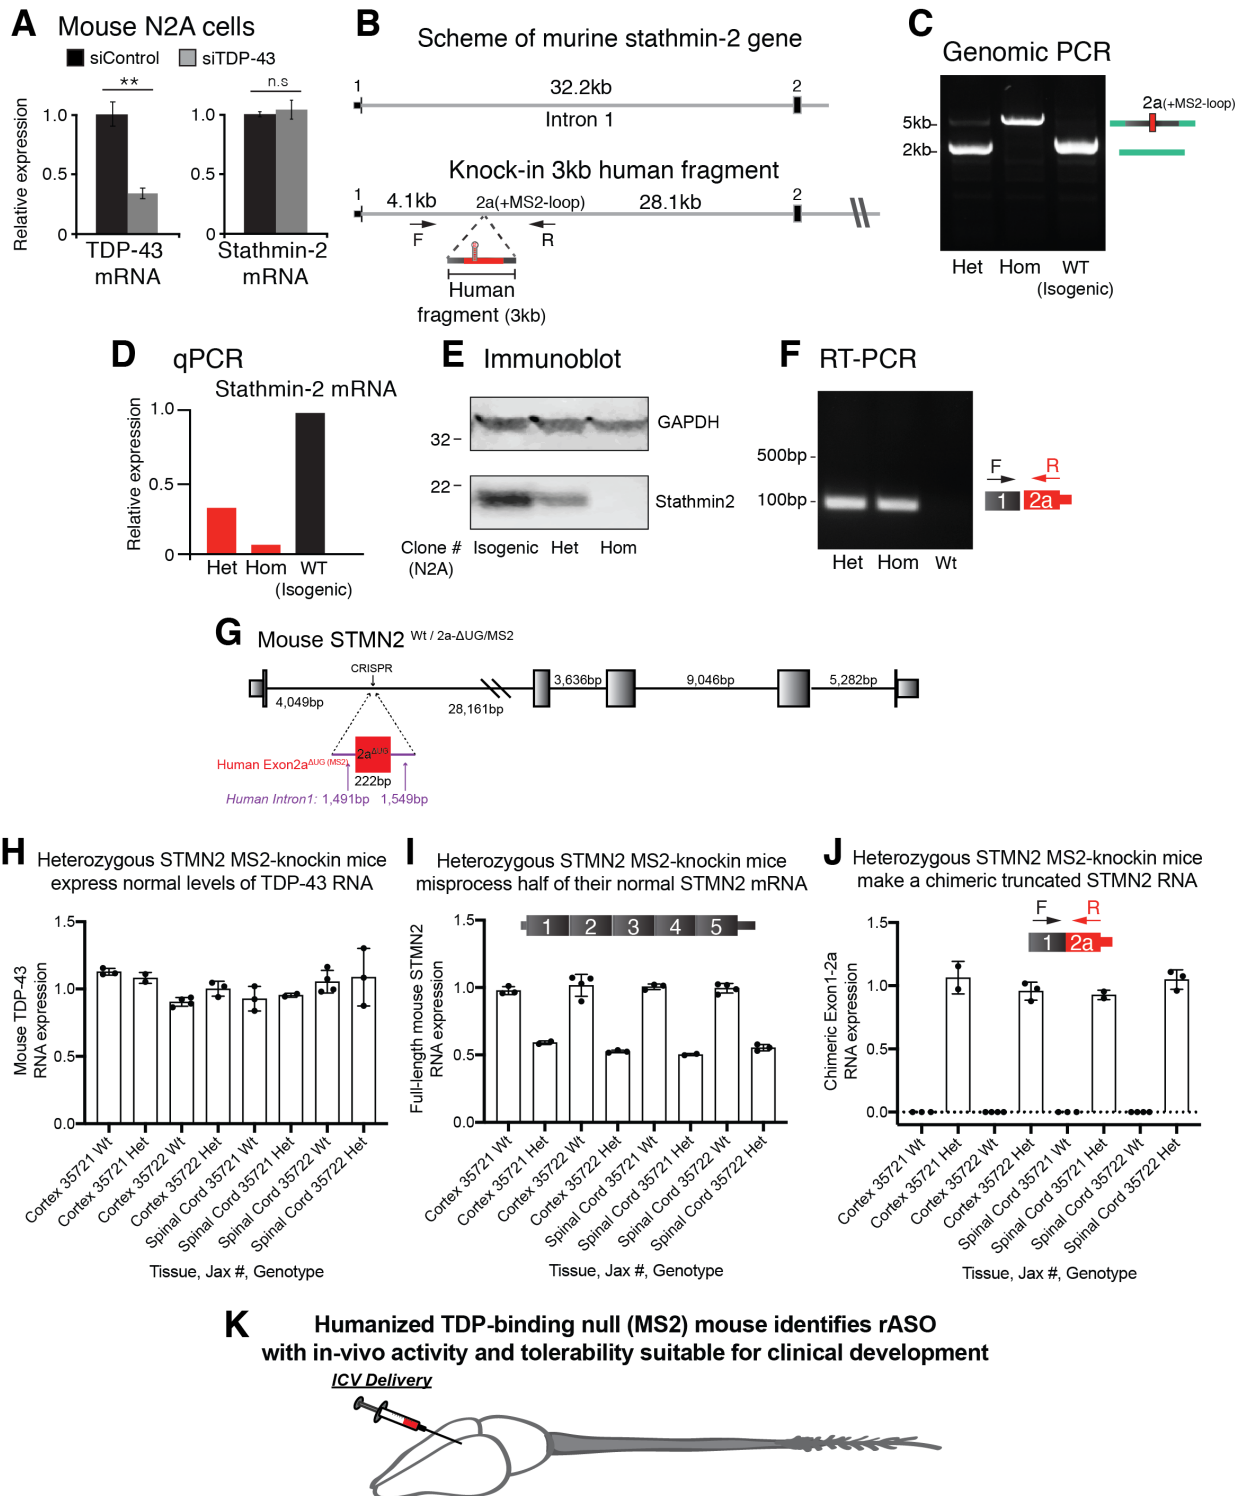 A Mouse N2A cells
siControl siTDP-43
** n.s
Relative expression
1.0
0.5
0
1.0
0.5
0
TDP-43
mRNA
Stathmin-2
mRNA
B
Scheme of murine stathmin-2 gene
1 32.2kb 2
Intron 1
Knock-in 3kb human fragment
1 4.1kb 2a(+MS2-loop) 28.1kb 2
F R
Human
fragment (3kb)
C
Genomic PCR
2a(+MS2-loop)
5kb
2kb
Het Hom WT
(Isogenic)
D qPCR
Stathmin-2 mRNA
Relative expression
1.0
0.5
0
Het Hom WT
(Isogenic)
E Immunoblot
GAPDH
32
22
Stathmin2
Clone # Isogenic Het Hom
(N2A)
F RT-PCR
500bp
100bp
F R
1 2a
Het Hom Wt
G Mouse STMN2 Wt / 2a-ΔUG/MS2
CRISPR
4,049bp 28,161bp 3,636bp 9,046bp 5,282bp
2aΔUG
Human Exon2aΔUG (MS2)
222bp
Human Intron1: 1,491bp 1,549bp
H Heterozygous STMN2 MS2-knockin mice
express normal levels of TDP-43 RNA
Mouse TDP-43
RNA expression
1.5
1.0
0.5
0.0
Cortex 35721 Wt
Cortex 35721 Het
Cortex 35722 Wt
Cortex 35722 Het
Spinal Cord 35721 Wt
Spinal Cord 35721 Het
Spinal Cord 35722 Wt
Spinal Cord 35722 Het
Tissue, Jax #, Genotype
I Heterozygous STMN2 MS2-knockin mice
misprocess half of their normal STMN2 mRNA
1 2 3 4 5
Full-length mouse STMN2
RNA expression
1.5
1.0
0.5
0.0
Cortex 35721 Wt
Cortex 35721 Het
Cortex 35722 Wt
Cortex 35722 Het
Spinal Cord 35721 Wt
Spinal Cord 35721 Het
Spinal Cord 35722 Wt
Spinal Cord 35722 Het
Tissue, Jax #, Genotype
J Heterozygous STMN2 MS2-knockin mice
make a chimeric truncated STMN2 RNA
F R
1 2a
Chimeric Exon1-2a
RNA expression
1.5
1.0
0.5
0.0
Cortex 35721 Wt
Cortex 35721 Het
Cortex 35722 Wt
Cortex 35722 Het
Spinal Cord 35721 Wt
Spinal Cord 35721 Het
Spinal Cord 35722 Wt
Spinal Cord 35722 Het
Tissue, Jax #, Genotype
K Humanized TDP-binding null (MS2) mouse identifies rASO
with in-vivo activity and tolerability suitable for clinical development
ICV Delivery